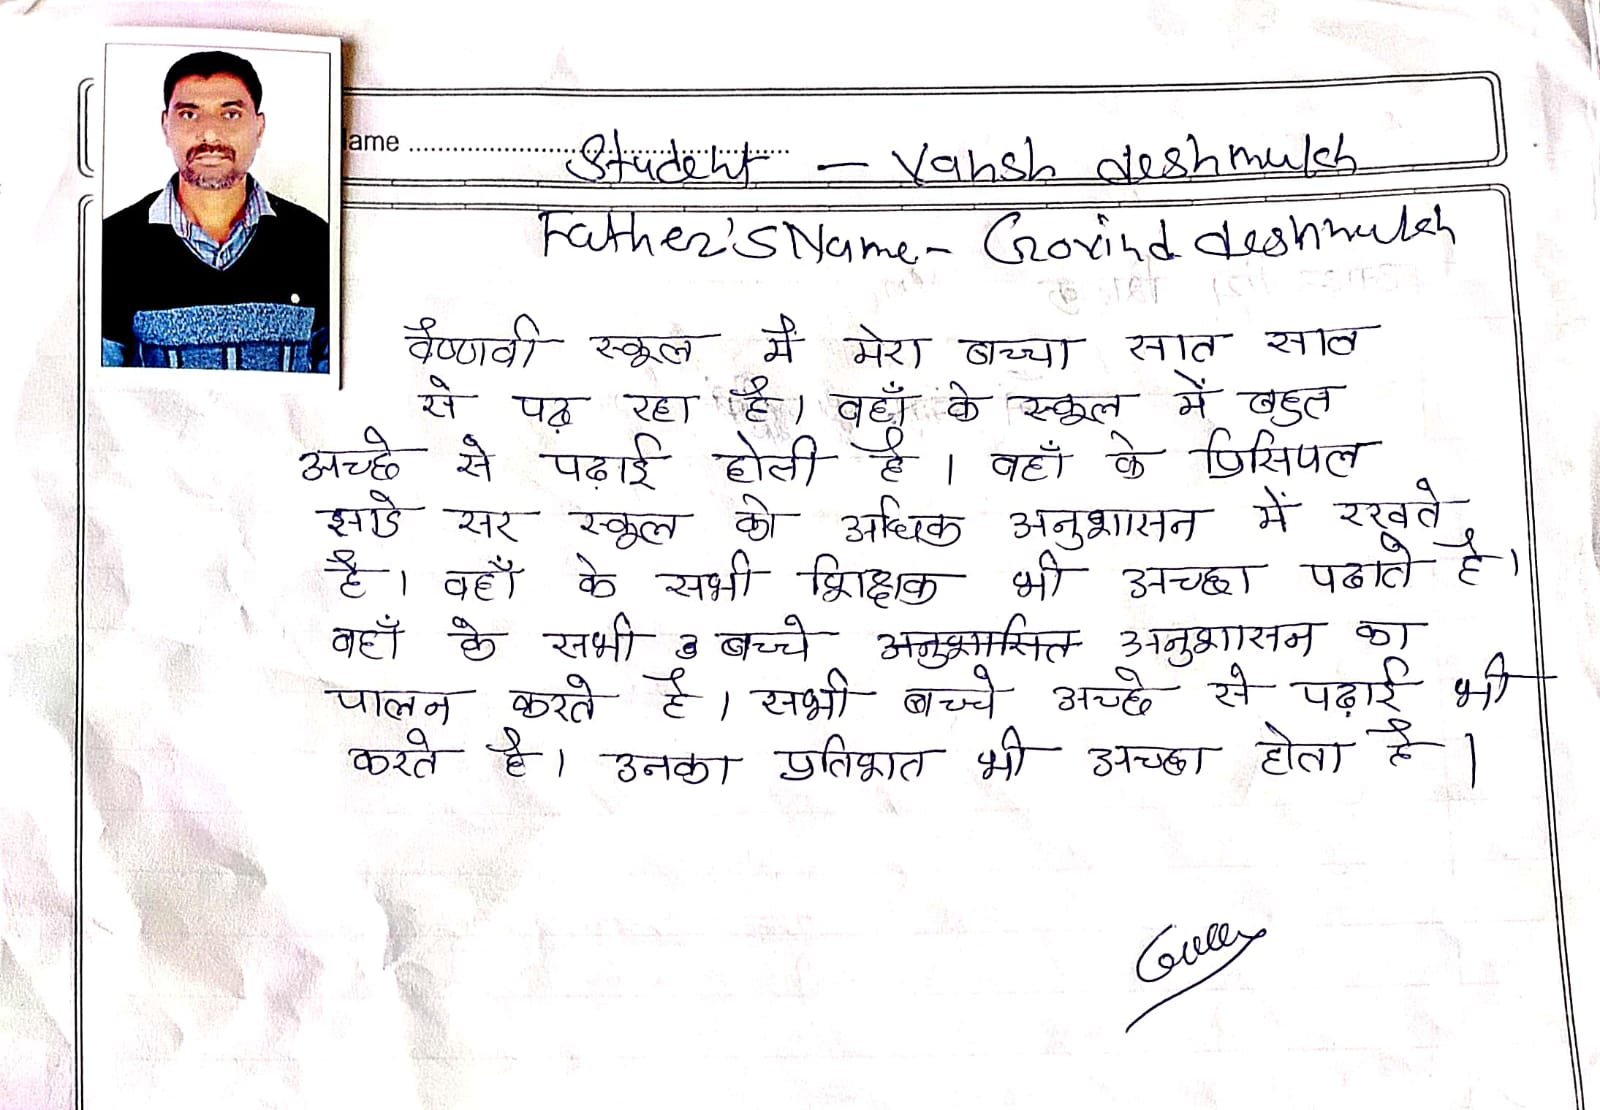 ame ........................................
Student - Vansh deshmukh
Father's Name - Govind deshmukh
वैष्णवी स्कूल में मेरा बच्चा सात साल
से पढ़ रहा है। वहाँ के स्कूल में बहुत
अच्छे से पढ़ाई होती है। वहाँ के प्रिंसिपल
झाडे सर स्कूल को अधिक अनुशासन में रखते
है। वहाँ के सभी शिक्षक भी अच्छा पढाते है।
वहाँ के सभी बच्चे अनुशासित अनुशासन का
पालन करते है। सभी बच्चे अच्छे से पढ़ाई भी
करते है। उनका प्रतिशत भी अच्छा होता है।